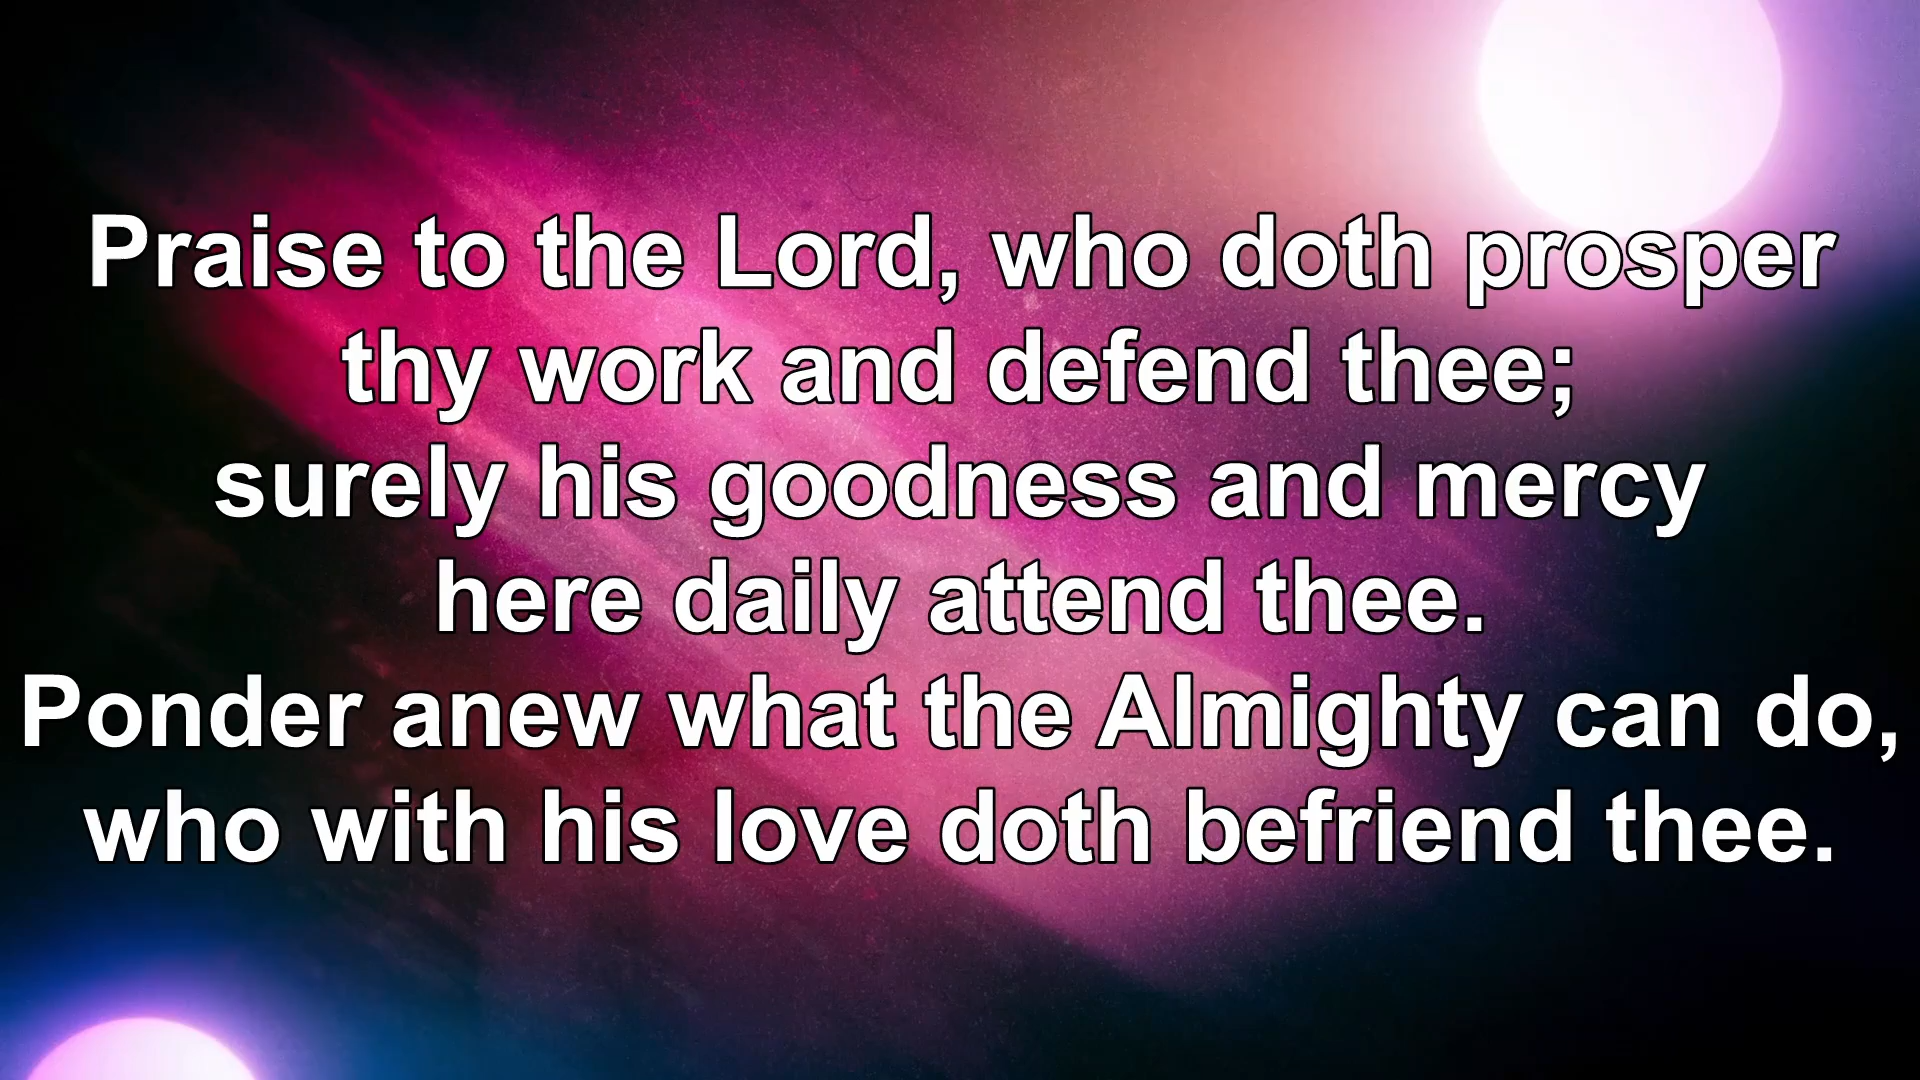 Praise to the Lord, who doth prosper
thy work and defend thee;
surely his goodness and mercy
here daily attend thee.
Ponder anew what the Almighty can do,
who with his love doth befriend thee.